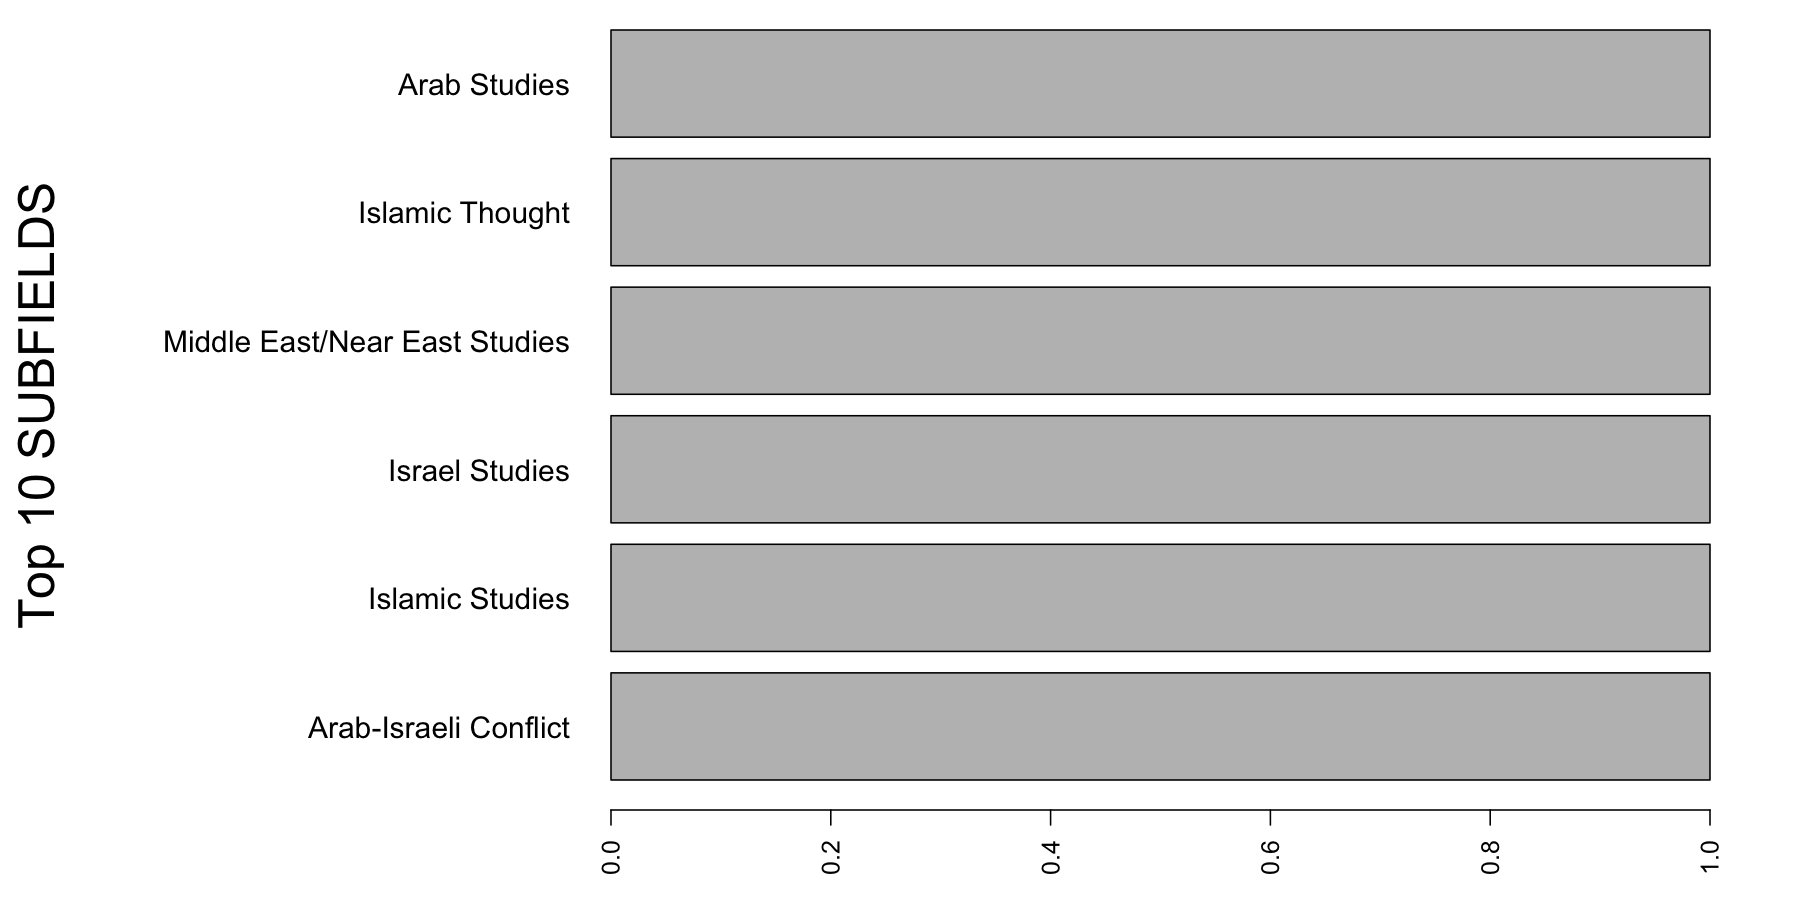 Top 10 SUBFIELDS
Arab Studies
Islamic Thought
Middle East/Near East Studies
Israel Studies
Islamic Studies
Arab-Israeli Conflict
0.0
0.2
0.4
0.6
0.8
1.0